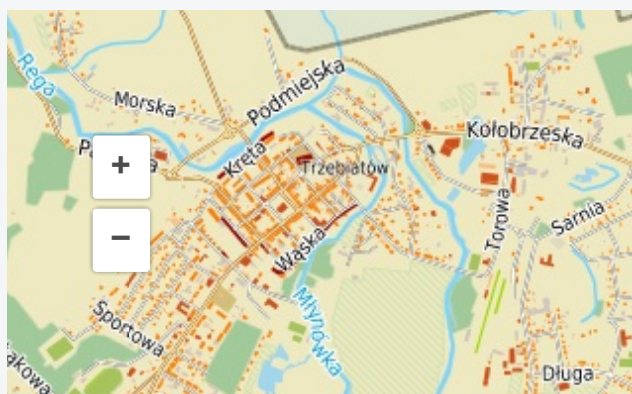 Rega
Morska
Podmiejska
Kołobrzeska
Kręta
Trzebiatów
+
−
Torowa
Sarnia
Wąska
Młynówka
Sportowa
Długa